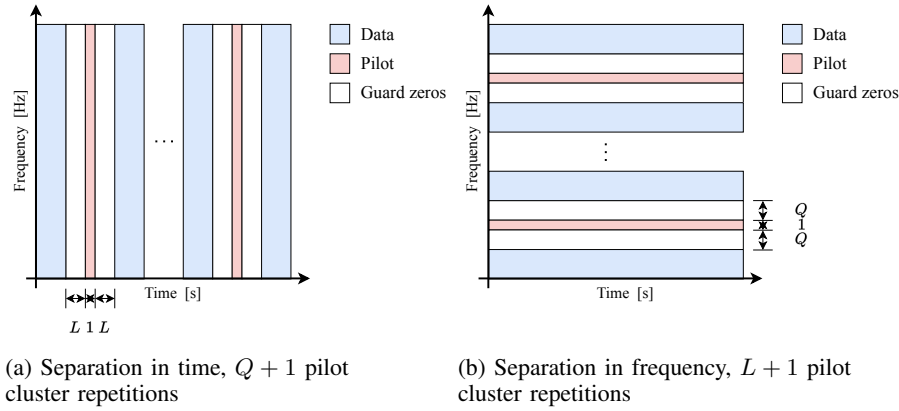 Frequency [Hz]
. . .
Time [s]
L 1 L
Data
Pilot
Guard zeros
(a) Separation in time, Q + 1 pilot
cluster repetitions
Frequency [Hz]
. . .
Time [s]
Q
1
Q
Data
Pilot
Guard zeros
(b) Separation in frequency, L + 1 pilot
cluster repetitions